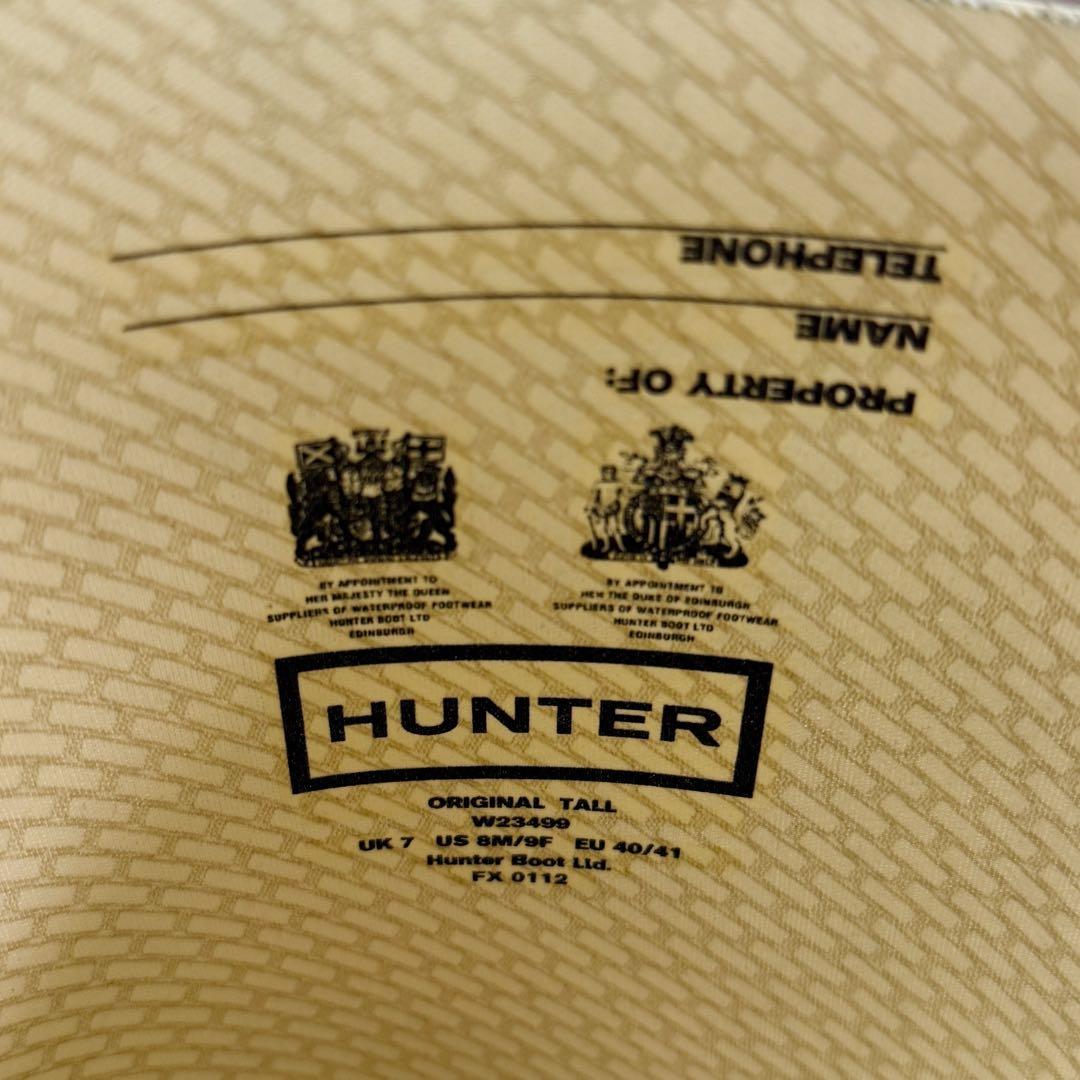 PROPERTY OF:
NAME
TELEPHONE
BY APPOINTMENT TO
HER MAJESTY THE QUEEN
SUPPLIERS OF WATERPROOF FOOTWEAR
HUNTER BOOT LTD
EDINBURGH
BY APPOINTMENT TO
HRH THE DUKE OF EDINBURGH
SUPPLIERS OF WATERPROOF FOOTWEAR
HUNTER BOOT LTD
EDINBURGH
HUNTER
ORIGINAL TALL
W23499
UK 7 US 8M/9F EU 40/41
Hunter Boot Ltd.
FX 0112